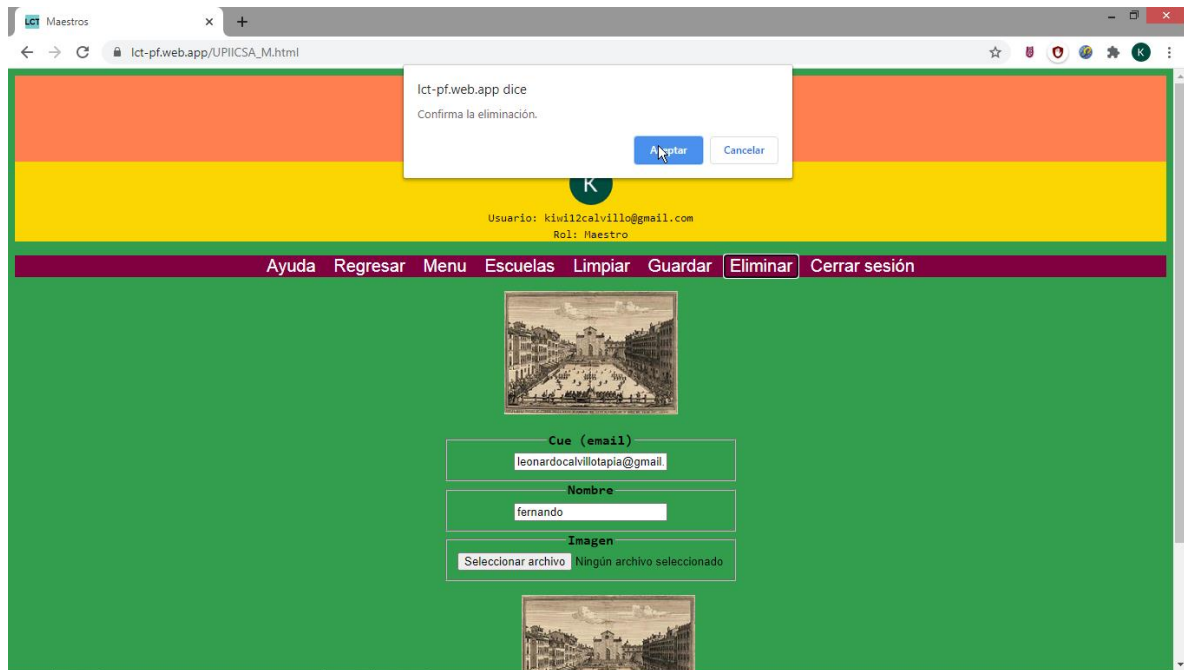 LCT Maestros
lct-pf.web.app/UPIICSA_M.html
K
lct-pf.web.app dice
Confirma la eliminación.
Aceptar Cancelar
K
Usuario: kiwi12calvillo@gmail.com
Rol: Maestro
Ayuda Regresar Menu Escuelas Limpiar Guardar Eliminar Cerrar sesión
Cue (email)
leonardocalvillotapia@gmail.
Nombre
fernando
Imagen
Seleccionar archivo Ningún archivo seleccionado